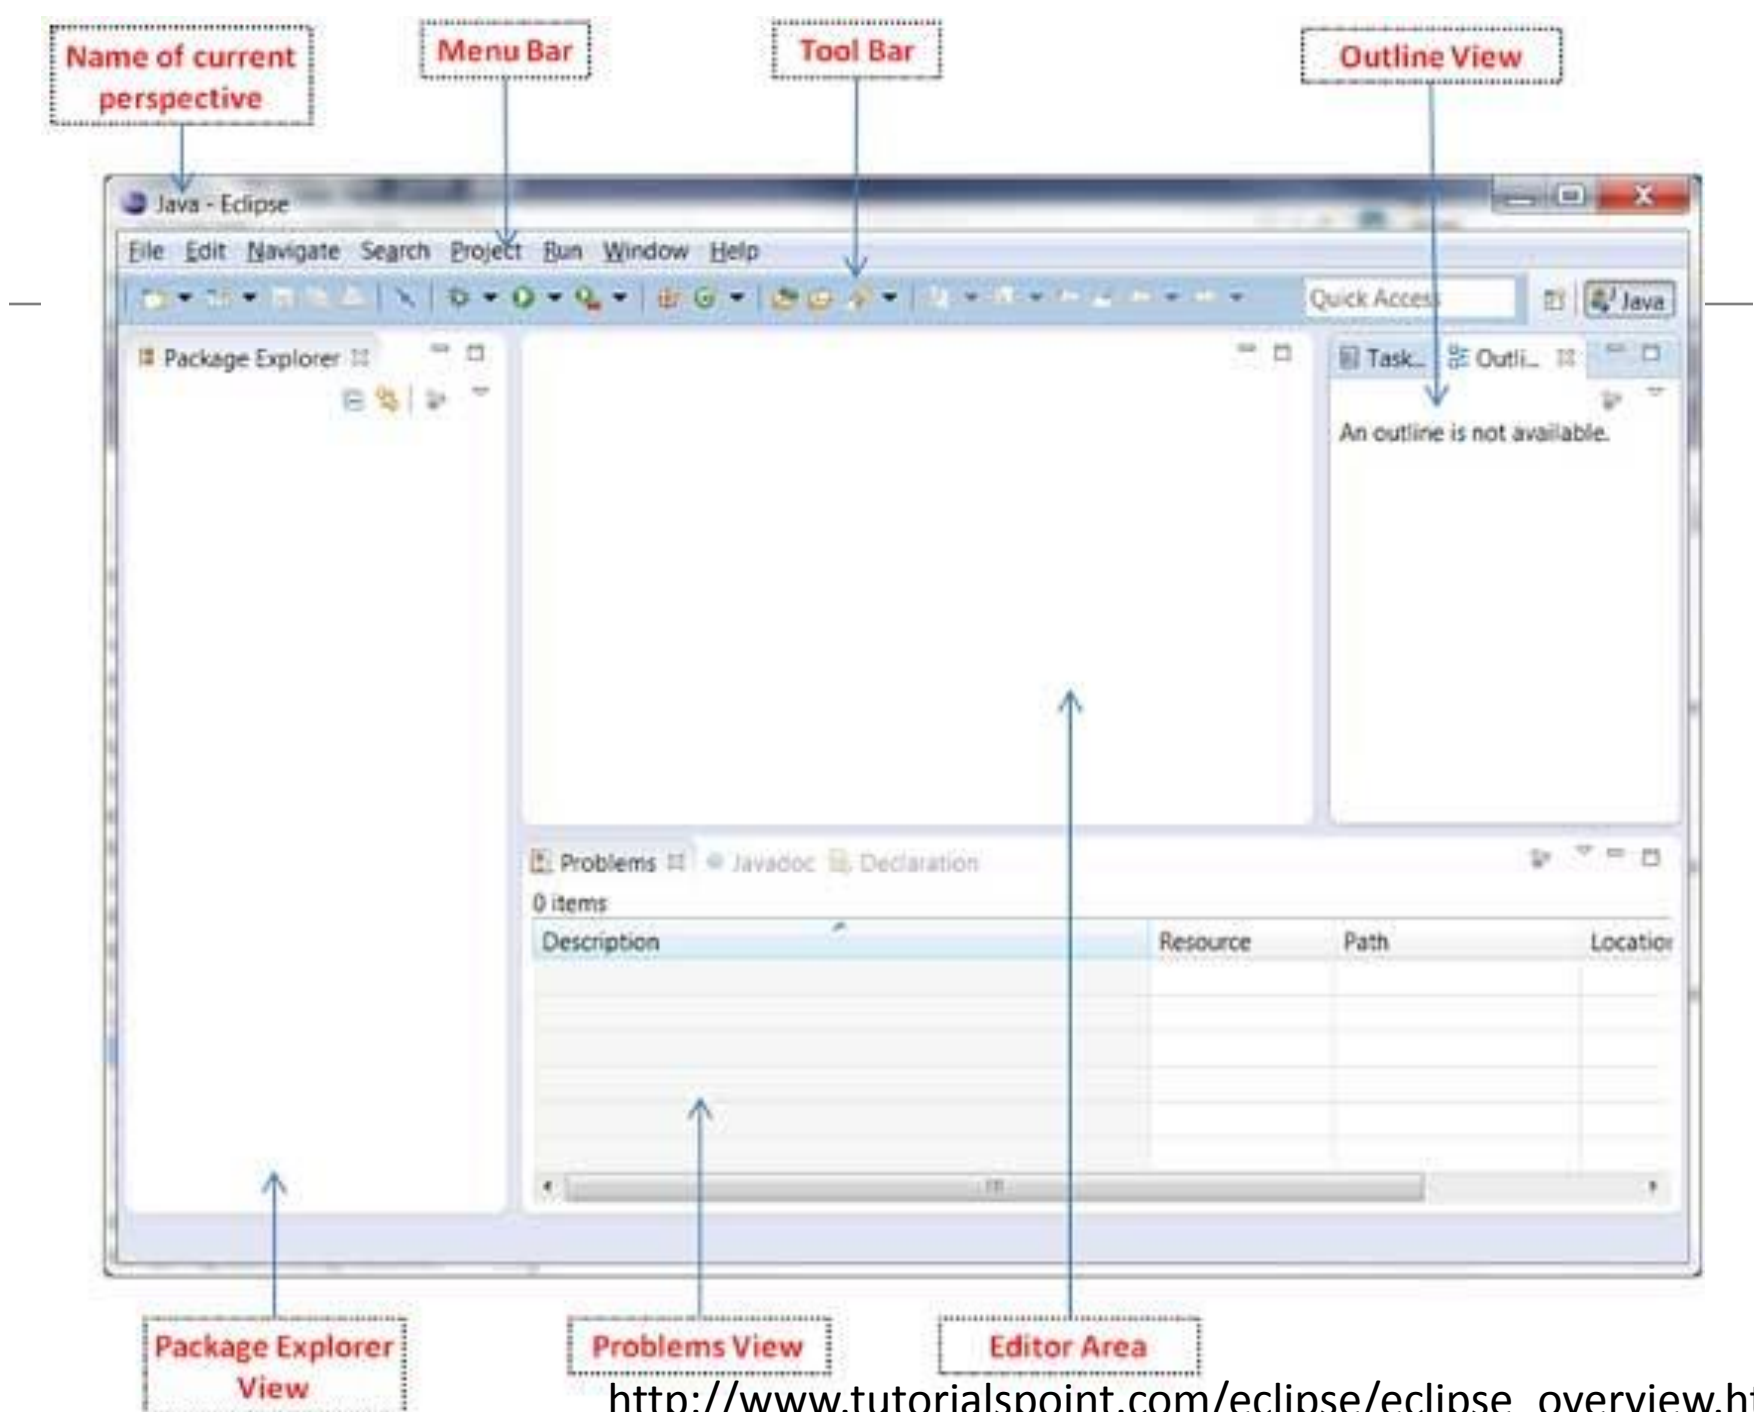 Name of current
perspective
Menu Bar
Tool Bar
Outline View
Java - Eclipse
File Edit Navigate Search Project Run Window Help
Quick Access
Java
Package Explorer
Task... Outli...
An outline is not available.
Problems Javadoc Declaration
0 items
Description Resource Path Location
Package Explorer
View
Problems View
Editor Area
http://www.tutorialspoint.com/eclipse/eclipse_overview.ht